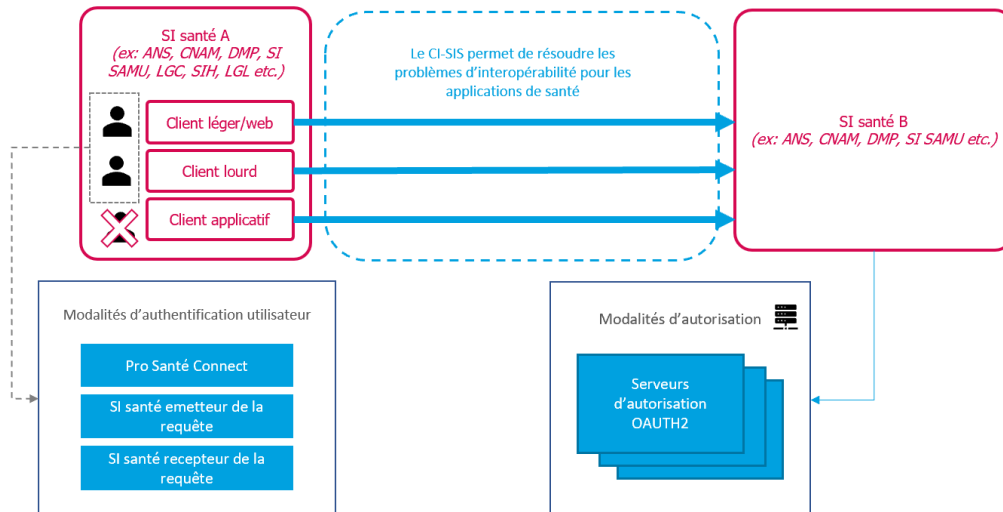 SI santé A
(ex: ANS, CNAM, DMP, SI
SAMU, LGC, SIH, LGL etc.)
Client léger/web
Client lourd
Client applicatif
Le CI-SIS permet de résoudre les
problèmes d'interopérabilité pour les
applications de santé
SI santé B
(ex: ANS, CNAM, DMP, SI SAMU etc.)
Modalités d'authentification utilisateur
Pro Santé Connect
SI santé emetteur de la
requête
SI santé recepteur de la
requête
Modalités d'autorisation
Serveurs
d'autorisation
OAUTH2